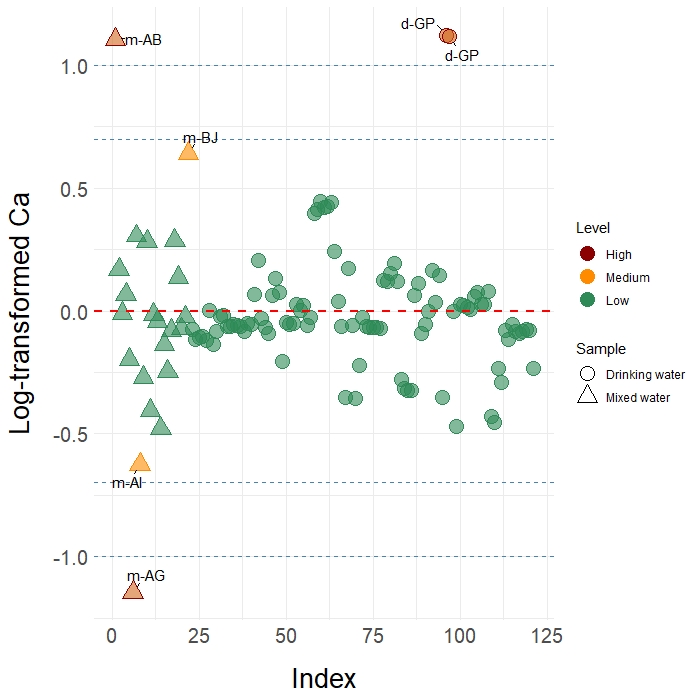 d-GP
m-AB
d-GP
1.0
m-BJ
0.5
Log-transformed Ca
0.0
-0.5
m-AI
-1.0
m-AG
0
25
50
75
100
125
Index
Level
High
Medium
Low
Sample
Drinking water
Mixed water